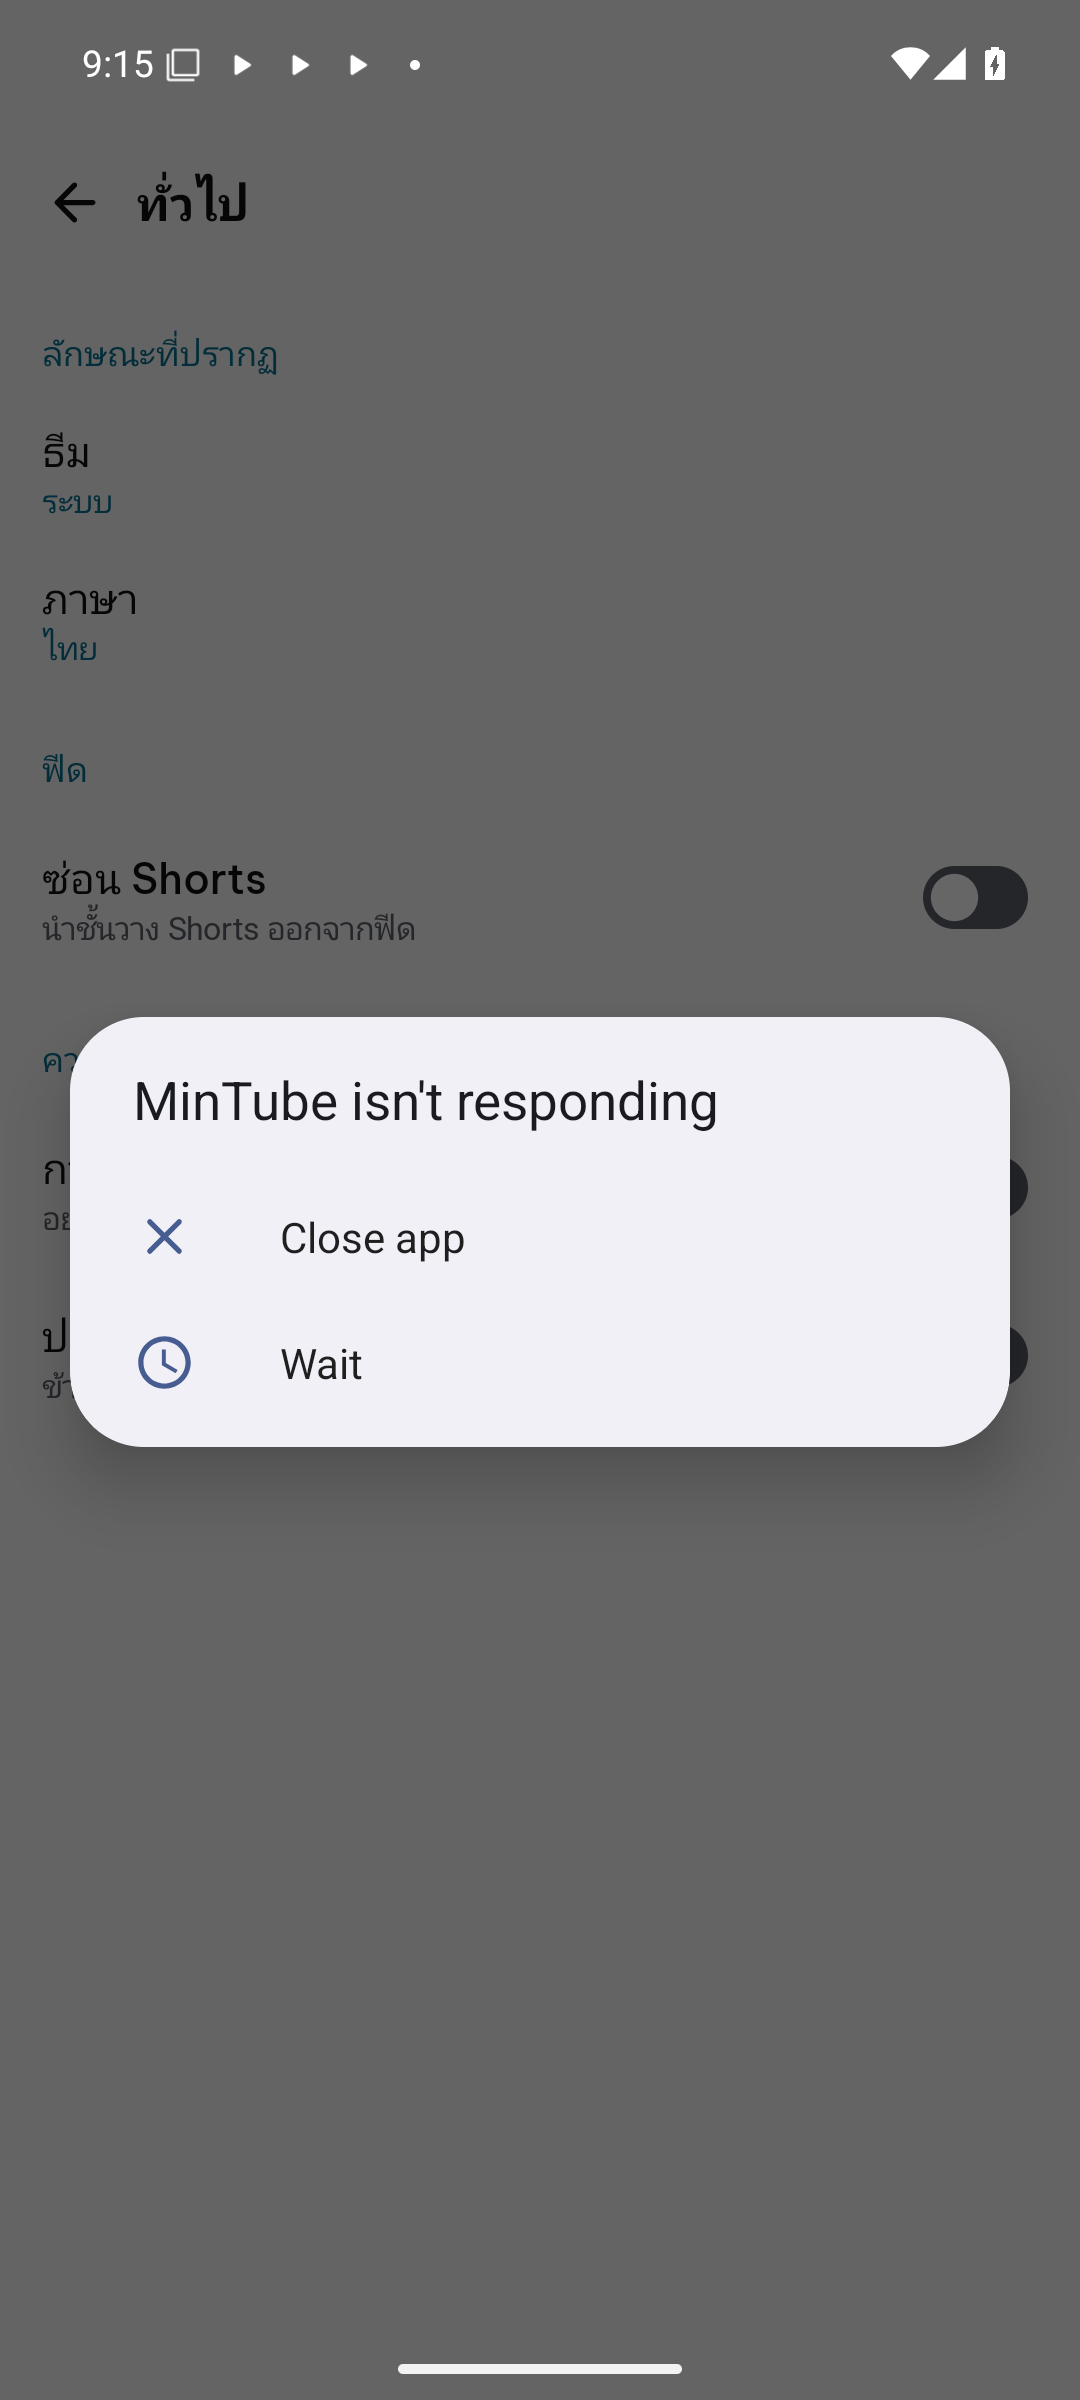 9:15
ทั่วไป
ลักษณะที่ปรากฏ
ธีม
ระบบ
ภาษา
ไทย
ฟีด
ซ่อน Shorts
นำชั้นวาง Shorts ออกจากฟีด
MinTube isn't responding
Close app
Wait